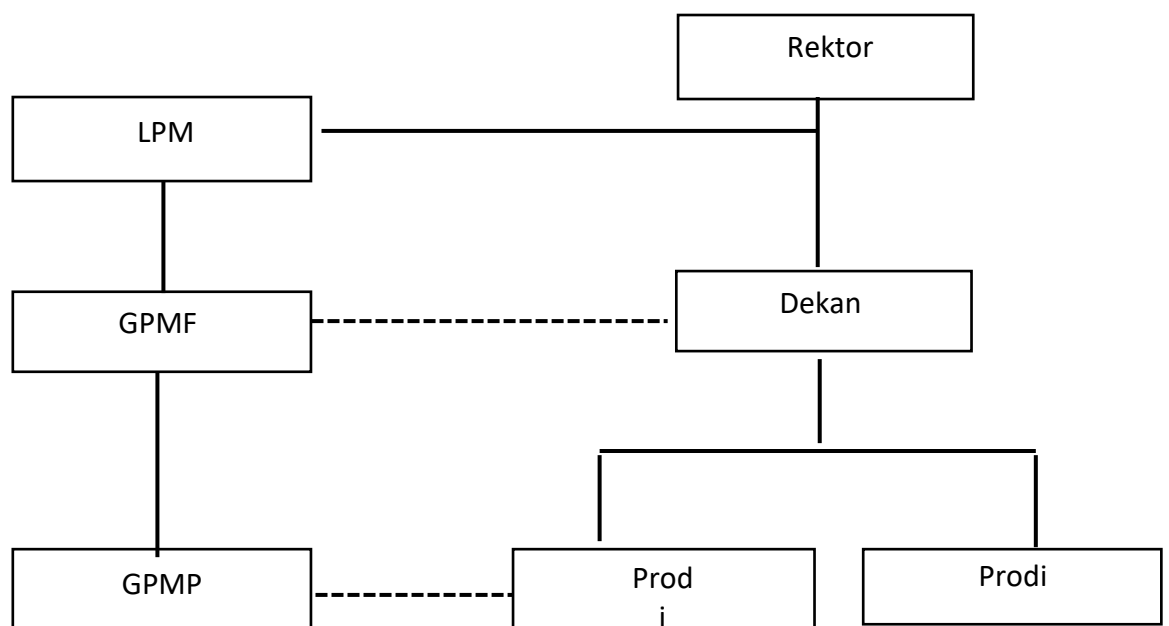 Rektor
LPM
Dekan
GPMF
GPMP
Prod
i
Prodi